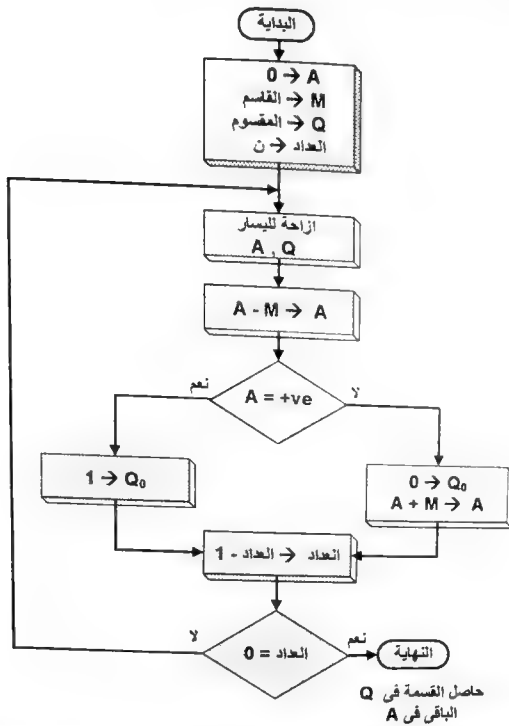 البداية
0 → A
القاسم → M
المقسوم → Q
العداد → ن
ازاحة لليسار
A , Q
A - M → A
A = +ve
نعم
لا
1 → Q₀
0 → Q₀
A + M → A
العداد → العداد - 1
العداد = 0
لا
نعم
النهاية
حاصل القسمة فى Q
الباقى فى A